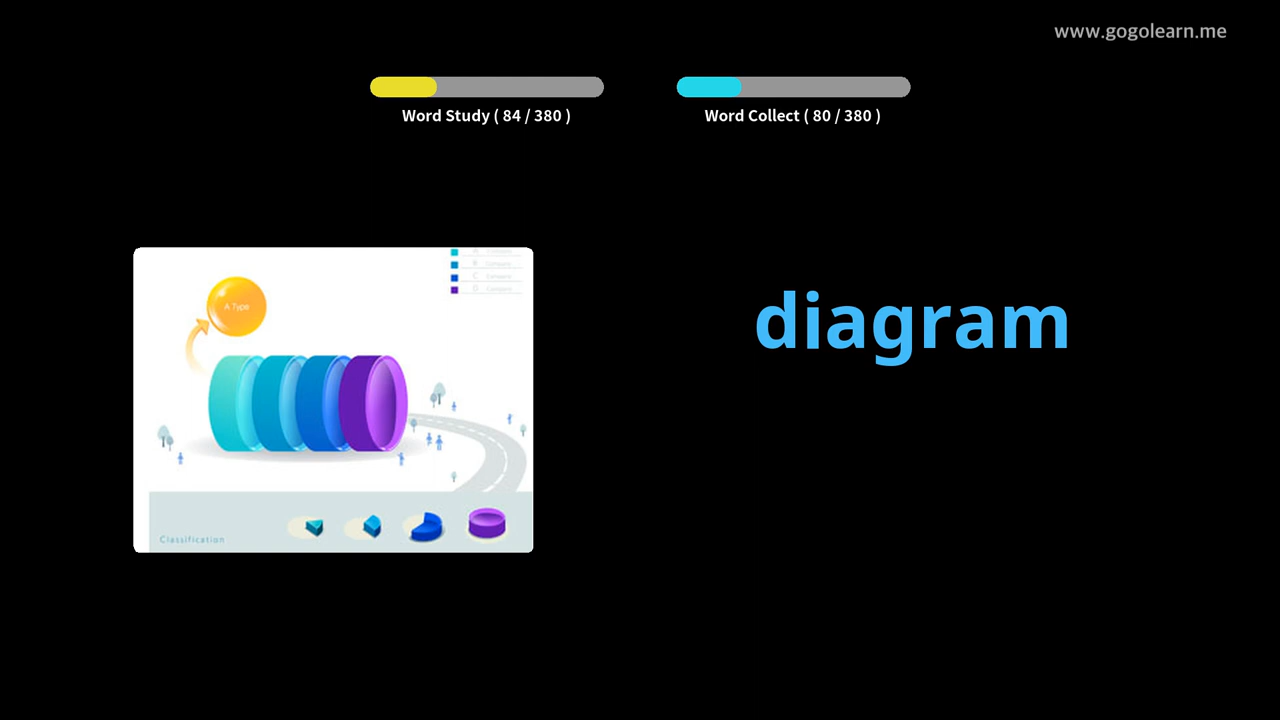 www.gogolearn.me
Word Study ( 84 / 380 )
Word Collect ( 80 / 380 )
A Type
C
diagram
Classification